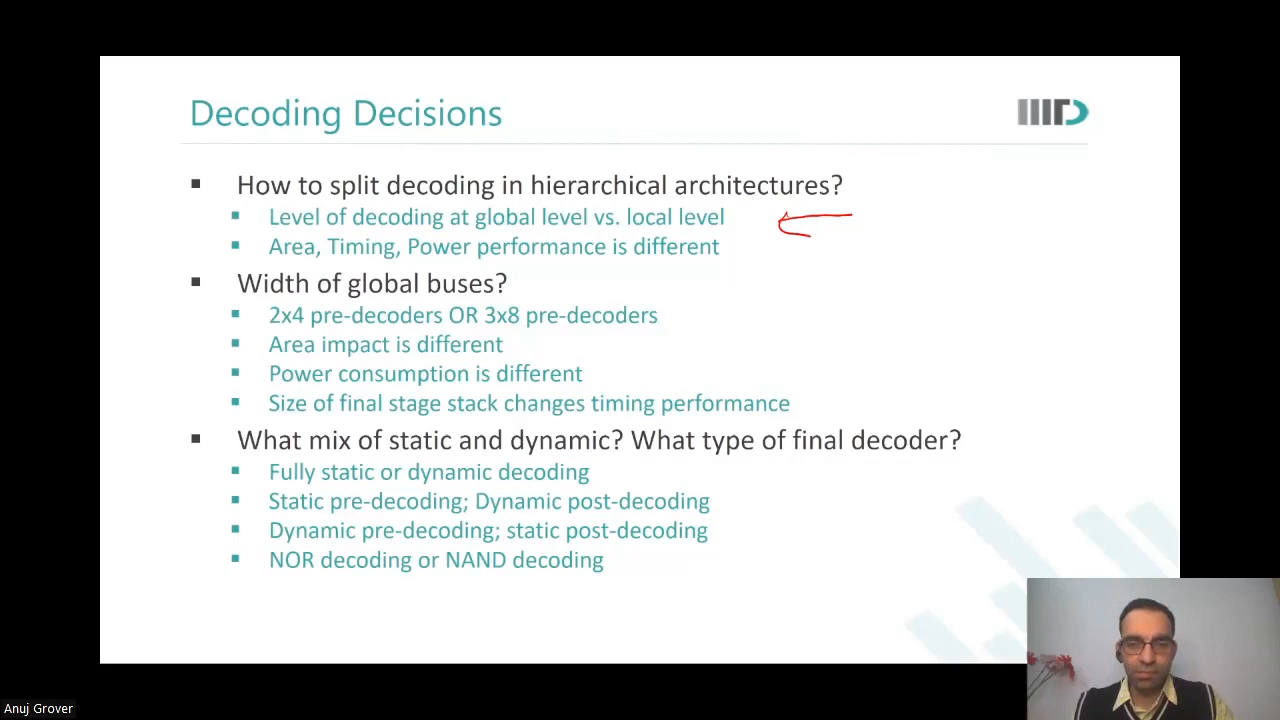 Decoding Decisions
IIITD
How to split decoding in hierarchical architectures?
Level of decoding at global level vs. local level
Area, Timing, Power performance is different
Width of global buses?
2x4 pre-decoders OR 3x8 pre-decoders
Area impact is different
Power consumption is different
Size of final stage stack changes timing performance
What mix of static and dynamic? What type of final decoder?
Fully static or dynamic decoding
Static pre-decoding; Dynamic post-decoding
Dynamic pre-decoding; static post-decoding
NOR decoding or NAND decoding
Anuj Grover